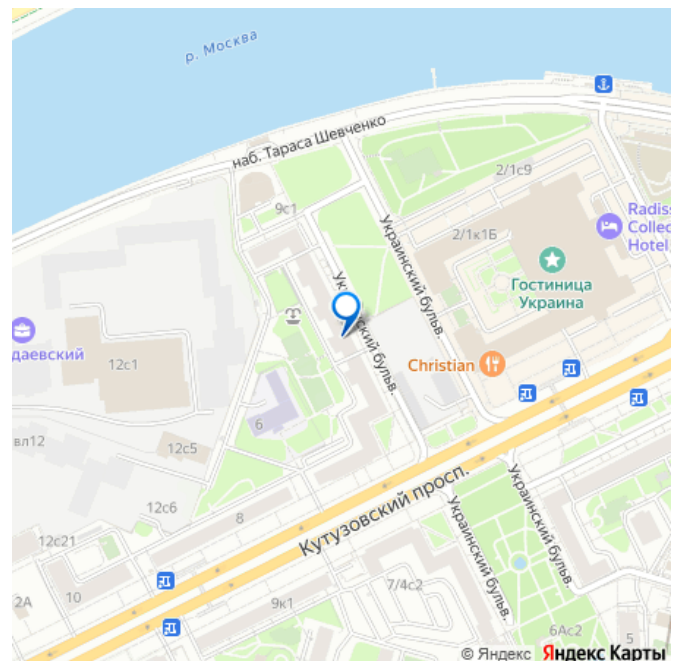 р. Москва
наб. Тараса Шевченко
2/1с9
9с1
Radiss
Collec
Hotel
2/1к1Б
Украинский бульв.
Гостиница
Украина
Украинский бульв.
даевский
12с1
Christian
6
вл12
12с5
12с6
8
Кутузовский просп.
Украинский бульв.
Украинский бульв.
12с21
10
2А
7/4с2
9к1
6Ас2
5
© Яндекс Яндекс Карты